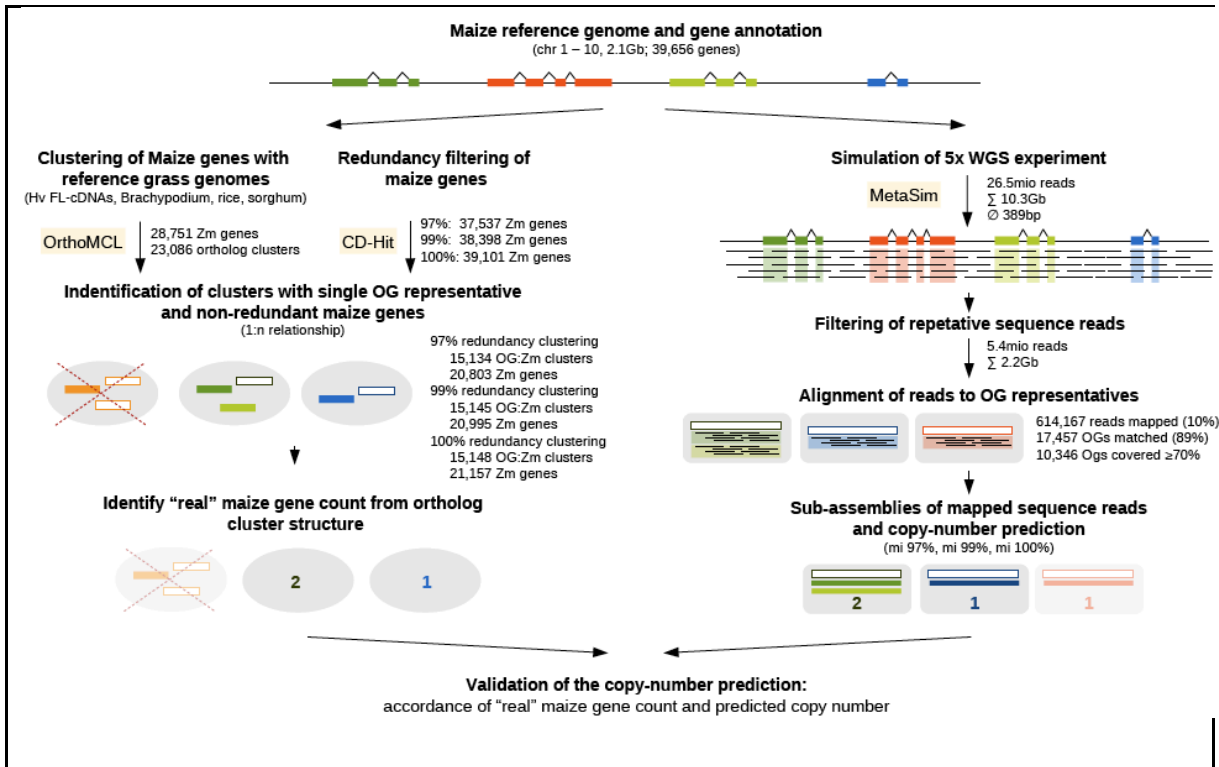 Maize reference genome and gene annotation
(chr 1 – 10, 2.1Gb; 39,656 genes)
Clustering of Maize genes with
reference grass genomes
(Hv FL-cDNAs, Brachypodium, rice, sorghum)
OrthoMCL
28,751 Zm genes
23,086 ortholog clusters
Redundancy filtering of
maize genes
CD-Hit
97%: 37,537 Zm genes
99%: 38,398 Zm genes
100%: 39,101 Zm genes
Indentification of clusters with single OG representative
and non-redundant maize genes
(1:n relationship)
97% redundancy clustering
15,134 OG:Zm clusters
20,803 Zm genes
99% redundancy clustering
15,145 OG:Zm clusters
20,995 Zm genes
100% redundancy clustering
15,148 OG:Zm clusters
21,157 Zm genes
Identify “real” maize gene count from ortholog
cluster structure
2
1
Simulation of 5x WGS experiment
MetaSim
26.5mio reads
∑ 10.3Gb
∅ 389bp
Filtering of repetative sequence reads
5.4mio reads
∑ 2.2Gb
Alignment of reads to OG representatives
614,167 reads mapped (10%)
17,457 OGs matched (89%)
10,346 Ogs covered ≥70%
Sub-assemblies of mapped sequence reads
and copy-number prediction
(mi 97%, mi 99%, mi 100%)
2
1
1
Validation of the copy-number prediction:
accordance of “real” maize gene count and predicted copy number